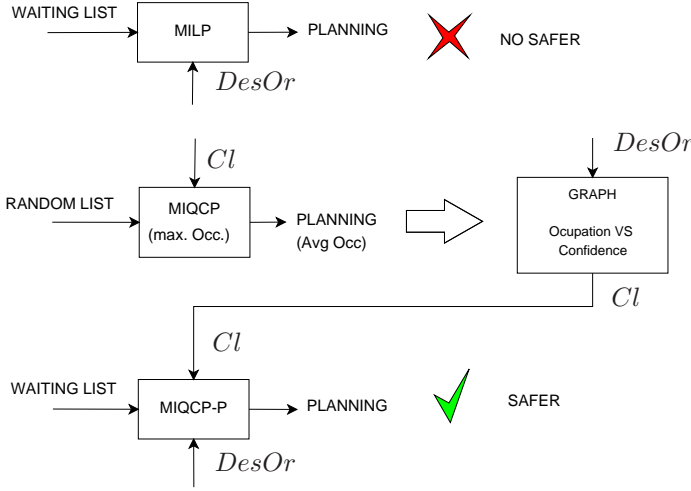 WAITING LIST
MILP
PLANNING
NO SAFER
DesOr
Cl
DesOr
RANDOM LIST
MIQCP
(max. Occ.)
PLANNING
(Avg Occ)
GRAPH
Ocupation VS
Confidence
Cl
Cl
WAITING LIST
MIQCP-P
PLANNING
SAFER
DesOr